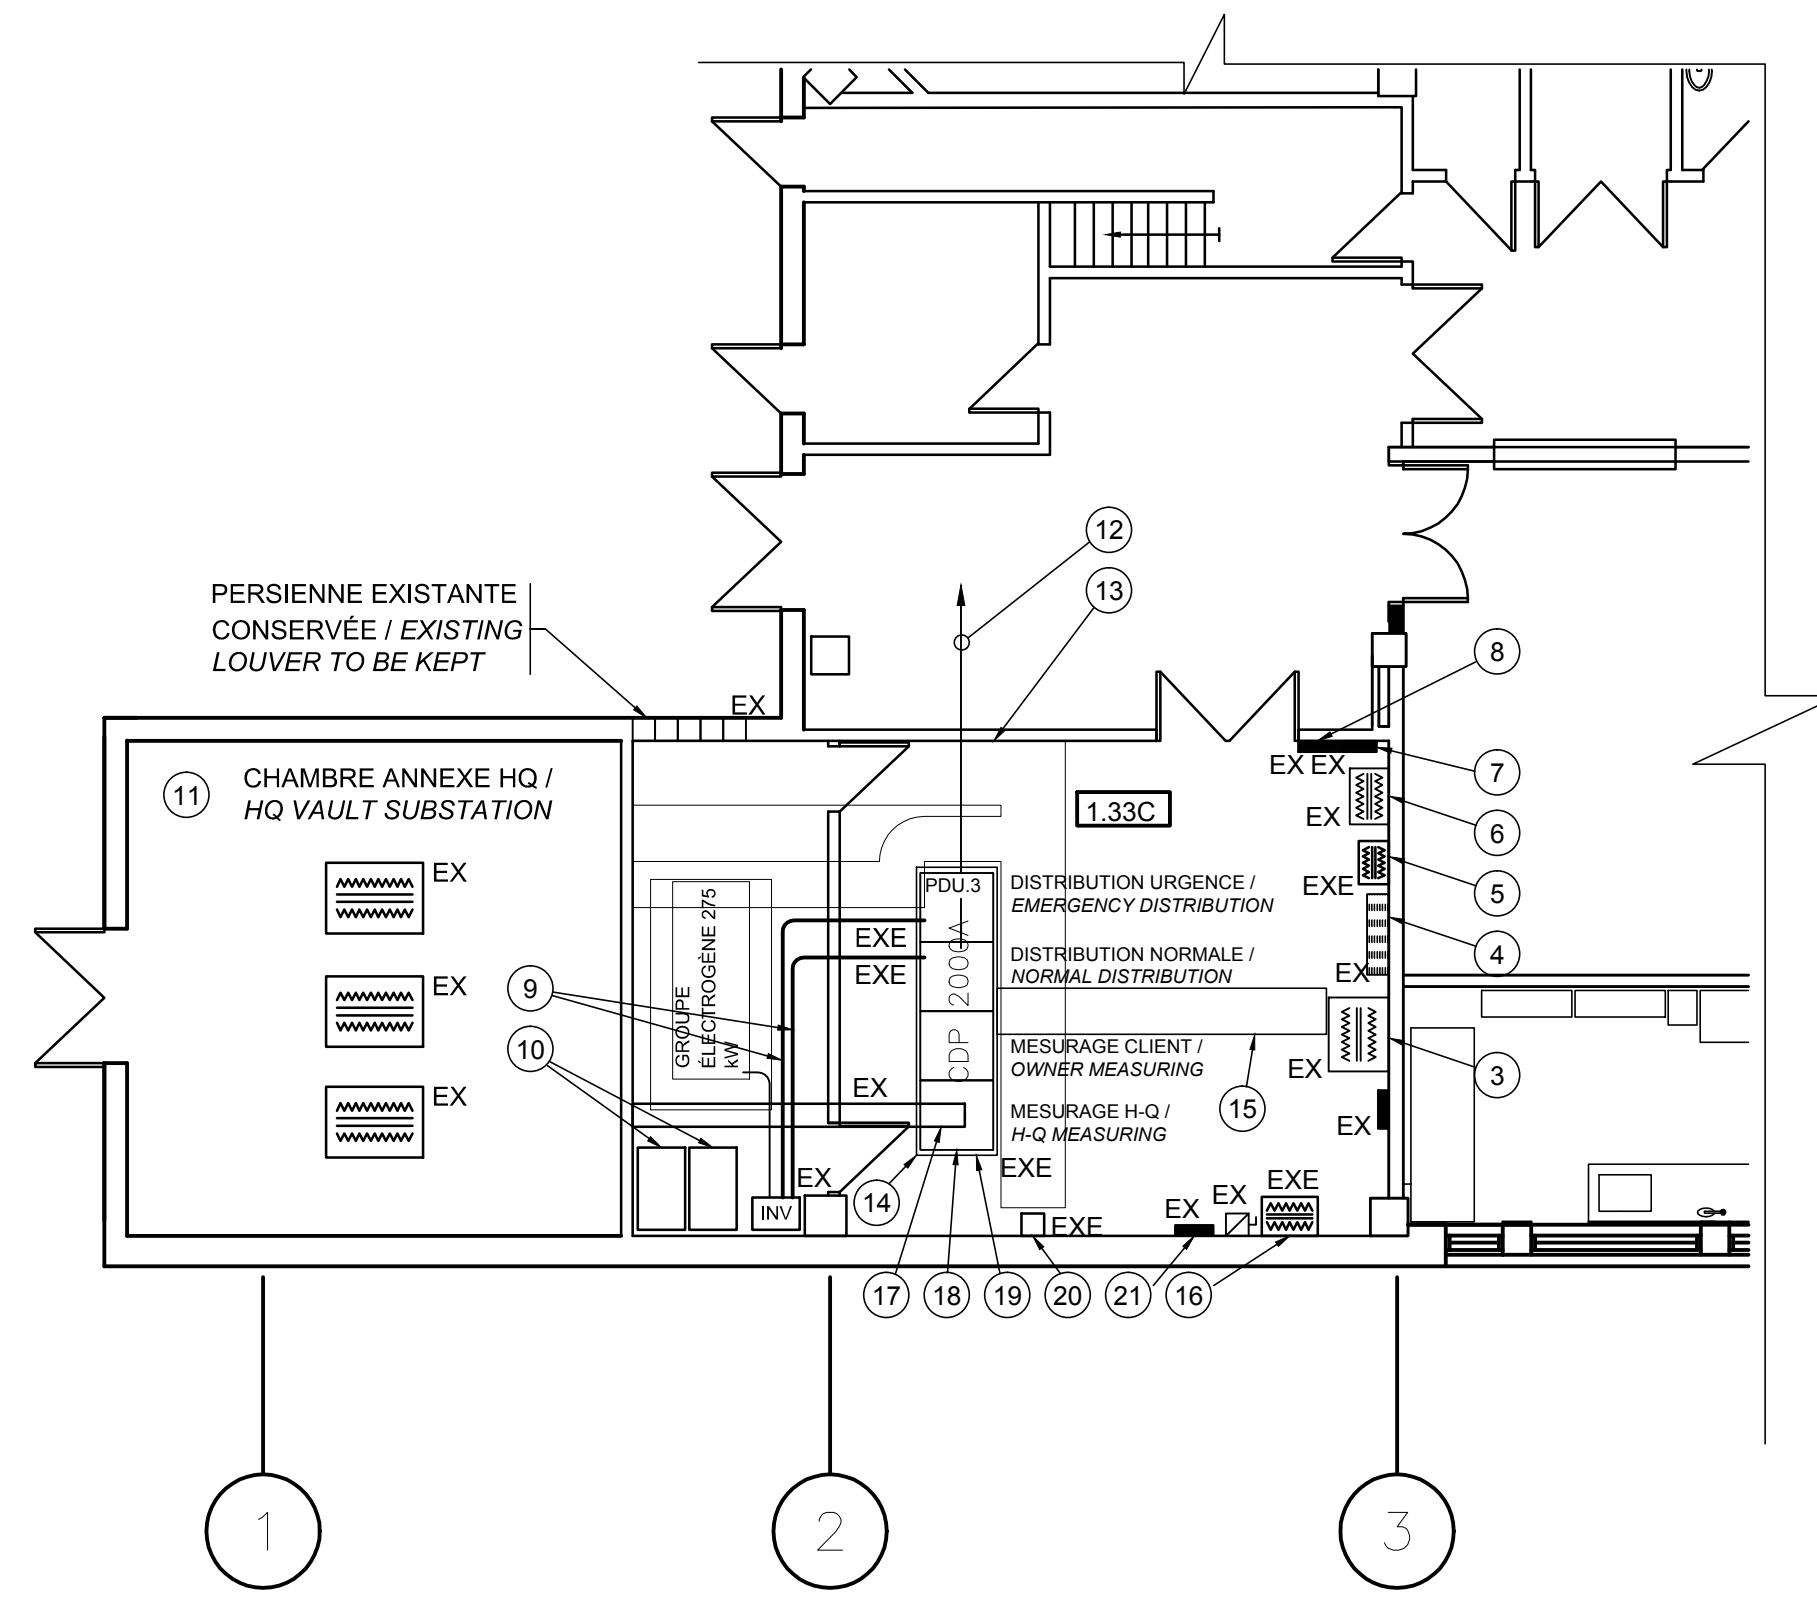 12
13
PERSIENNE EXISTANTE
CONSERVÉE / EXISTING
LOUVER TO BE KEPT
8
EX
11
CHAMBRE ANNEXE HQ /
HQ VAULT SUBSTATION
EX EX
7
1.33C
EX
6
EX
PDU.3
DISTRIBUTION URGENCE /
EMERGENCY DISTRIBUTION
EXE
5
EXE
DISTRIBUTION NORMALE /
NORMAL DISTRIBUTION
EXE
EX
4
EX
9
GROUPE
ÉLECTROGÈNE 275
kW
CDP 2000A
10
MESURAGE CLIENT /
OWNER MEASURING
EX
3
EX
EX
MESURAGE H-Q /
H-Q MEASURING
15
EX
EX
14
EXE
INV
EXE
EX
EX
EXE
17
18
19
20
21
16
1
2
3